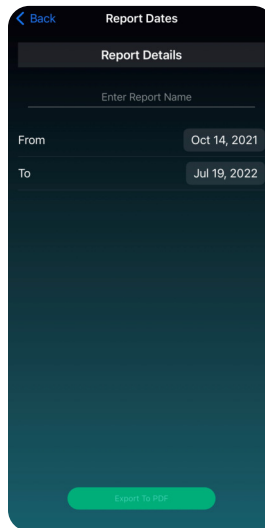 Back Report Dates
Report Details
Enter Report Name
From Oct 14, 2021
To Jul 19, 2022
Export To PDF